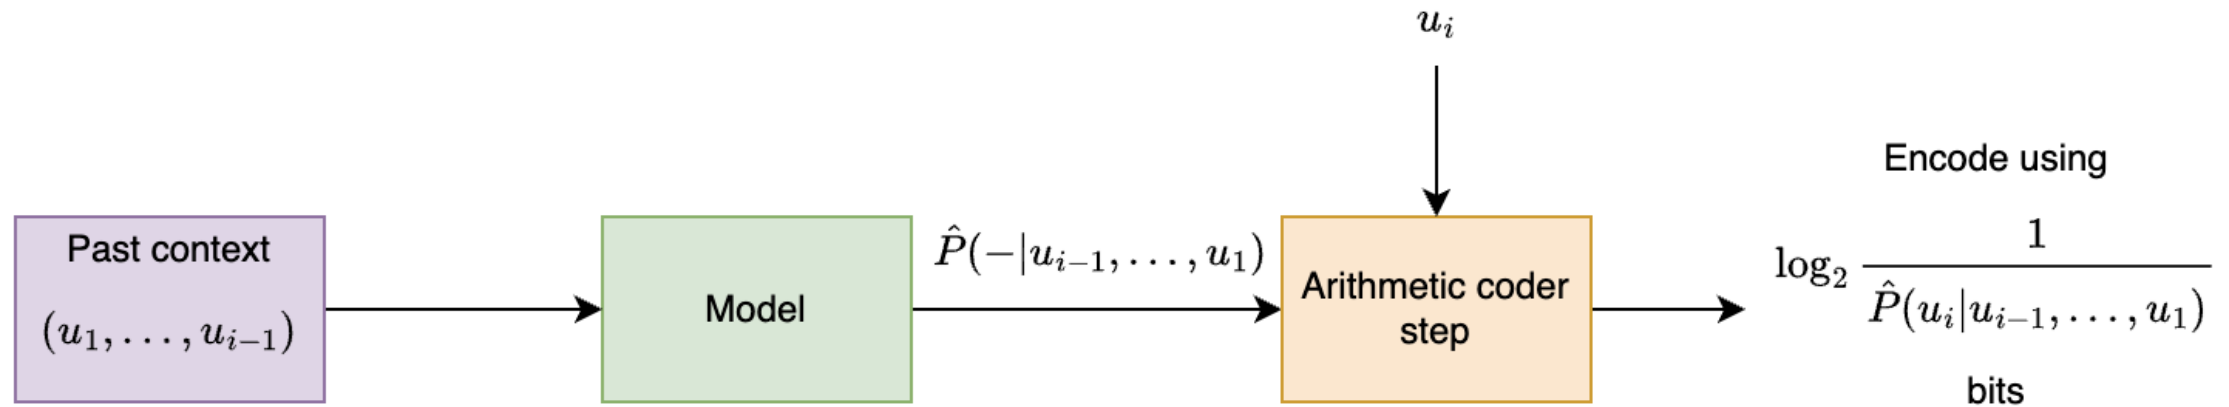 u_i
Past context
(u_1, . . . , u_{i−1})
Model
P̂(−|u_{i−1}, . . . , u_1)
Arithmetic coder
step
Encode using
log_2 1 / P̂(u_i|u_{i−1}, . . . , u_1)
bits